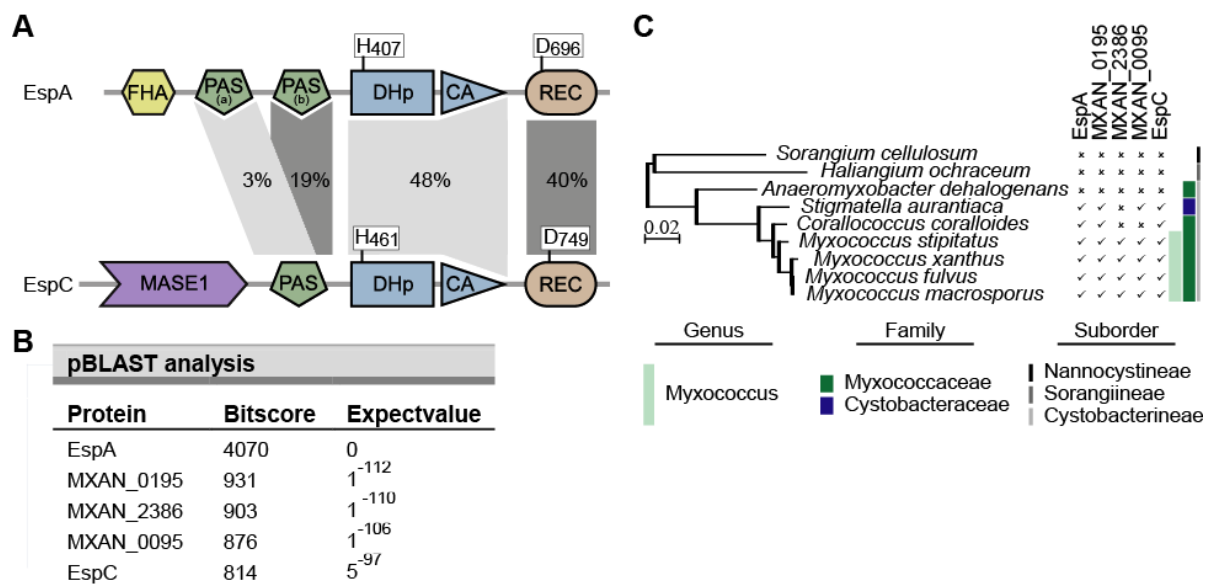 A
H407
D696
EspA
FHA
PAS
(a)
PAS
(b)
DHp
CA
REC
3%
19%
48%
40%
H461
D749
EspC
MASE1
PAS
DHp
CA
REC
B
pBLAST analysis
Protein Bitscore Expectvalue
EspA 4070 0
MXAN_0195 931 1-112
MXAN_2386 903 1-110
MXAN_0095 876 1-106
EspC 814 5-97
C
EspA
MXAN_0195
MXAN_2386
MXAN_0095
EspC
Sorangium cellulosum
Haliangium ochraceum
Anaeromyxobacter dehalogenans
Stigmatella aurantiaca
Corallococcus coralloides
Myxococcus stipitatus
Myxococcus xanthus
Myxococcus fulvus
Myxococcus macrosporus
0.02
Genus
Myxococcus
Family
Myxococcaceae
Cystobacteraceae
Suborder
Nannocystineae
Sorangiineae
Cystobacterineae